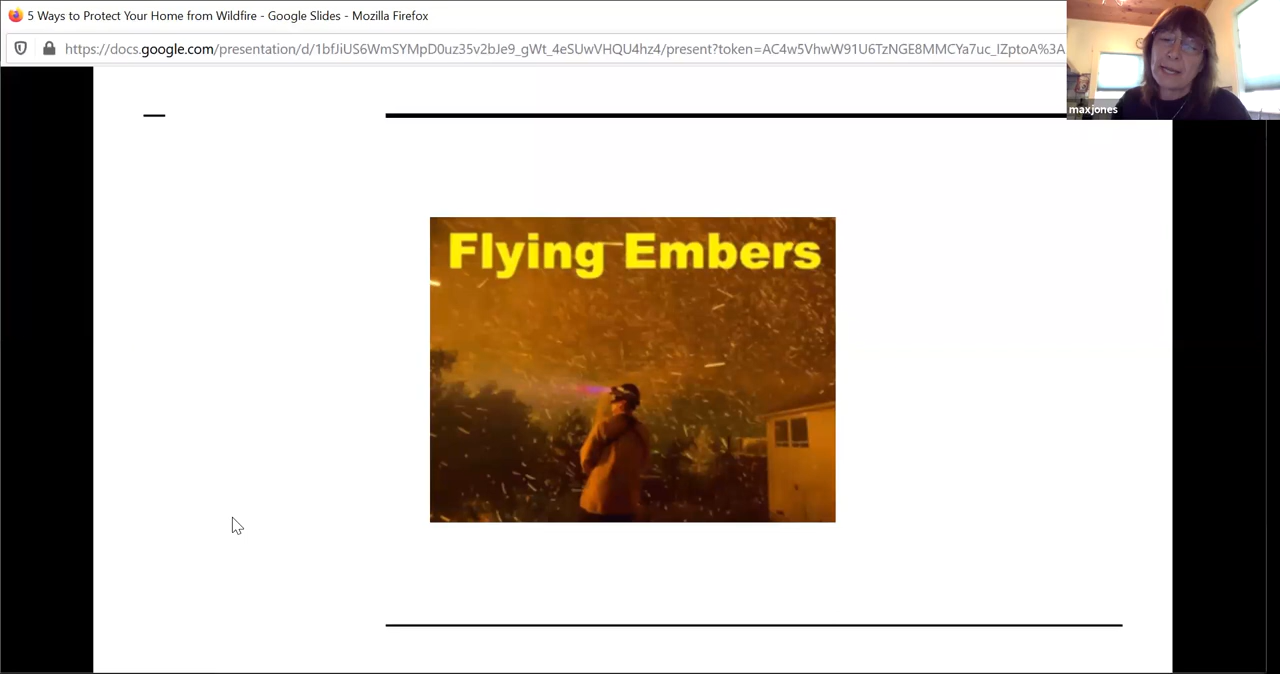 5 Ways to Protect Your Home from Wildfire - Google Slides - Mozilla Firefox
https://docs.google.com/presentation/d/1bfJiUS6WmSYMpD0uz35v2bJe9_gWt_4eSUwVHQU4hz4/present?token=AC4w5VhwW91U6TzNGE8MMCYa7uc_IZptoA%3A
maxjones
Flying Embers